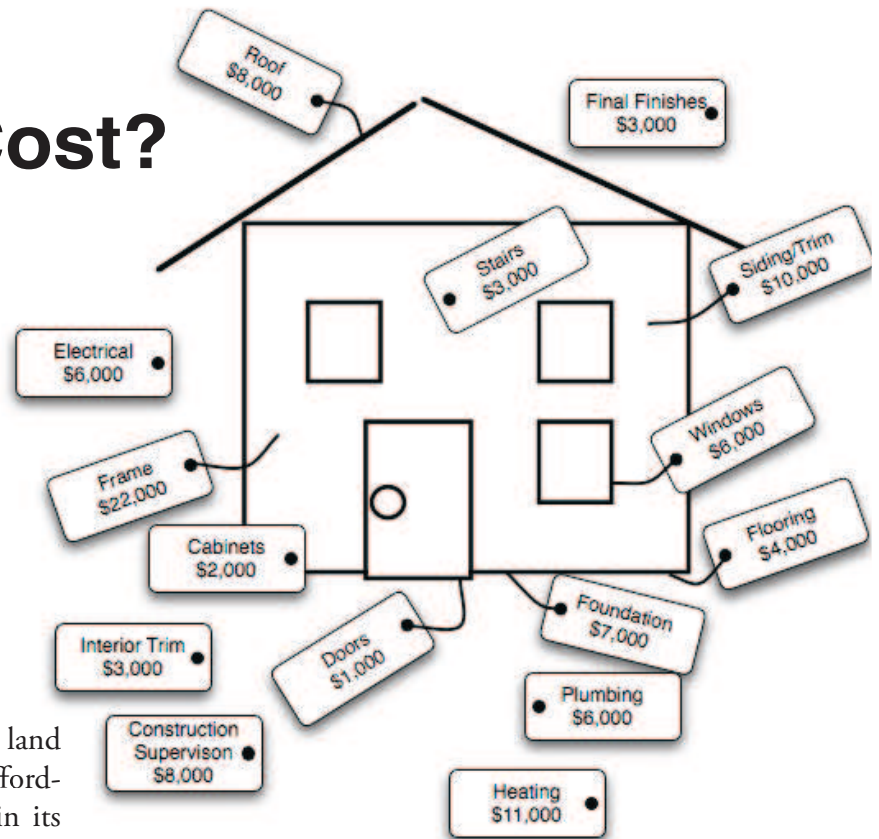 Roof
$8,000
Final Finishes
$3,000
Cost?
Stairs
$3,000
Siding/Trim
$10,000
Electrical
$6,000
Windows
$6,000
Frame
$22,000
Flooring
$4,000
Cabinets
$2,000
Foundation
$7,000
Interior Trim
$3,000
Doors
$1,000
Plumbing
$6,000
land
Construction
Supervison
$8,000
fford-
in its
Heating
$11,000